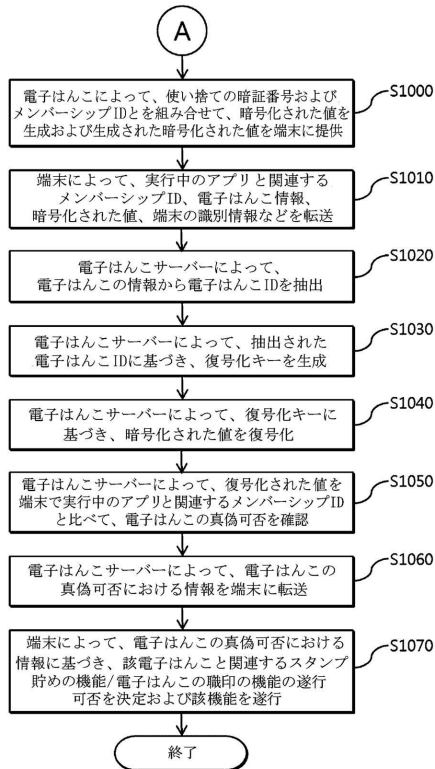 A
電子はんこによって、使い捨ての暗証番号および
メンバーシップIDとを組み合せて、暗号化された値を
生成および生成された暗号化された値を端末に提供
S1000
端末によって、実行中のアプリと関連する
メンバーシップID、電子はんこ情報、
暗号化された値、端末の識別情報などを転送
S1010
電子はんこサーバーによって、
電子はんこの情報から電子はんこIDを抽出
S1020
電子はんこサーバーによって、抽出された
電子はんこIDに基づき、復号化キーを生成
S1030
電子はんこサーバーによって、復号化キーに
基づき、暗号化された値を復号化
S1040
電子はんこサーバーによって、復号化された値を
端末で実行中のアプリと関連するメンバーシップID
と比べて、電子はんこの真偽可否を確認
S1050
電子はんこサーバーによって、電子はんこの
真偽可否における情報を端末に転送
S1060
端末によって、電子はんこの真偽可否における
情報に基づき、該電子はんこと関連するスタンプ
貯めの機能/電子はんこの職印の機能の遂行
可否を決定および該機能を遂行
S1070
終了